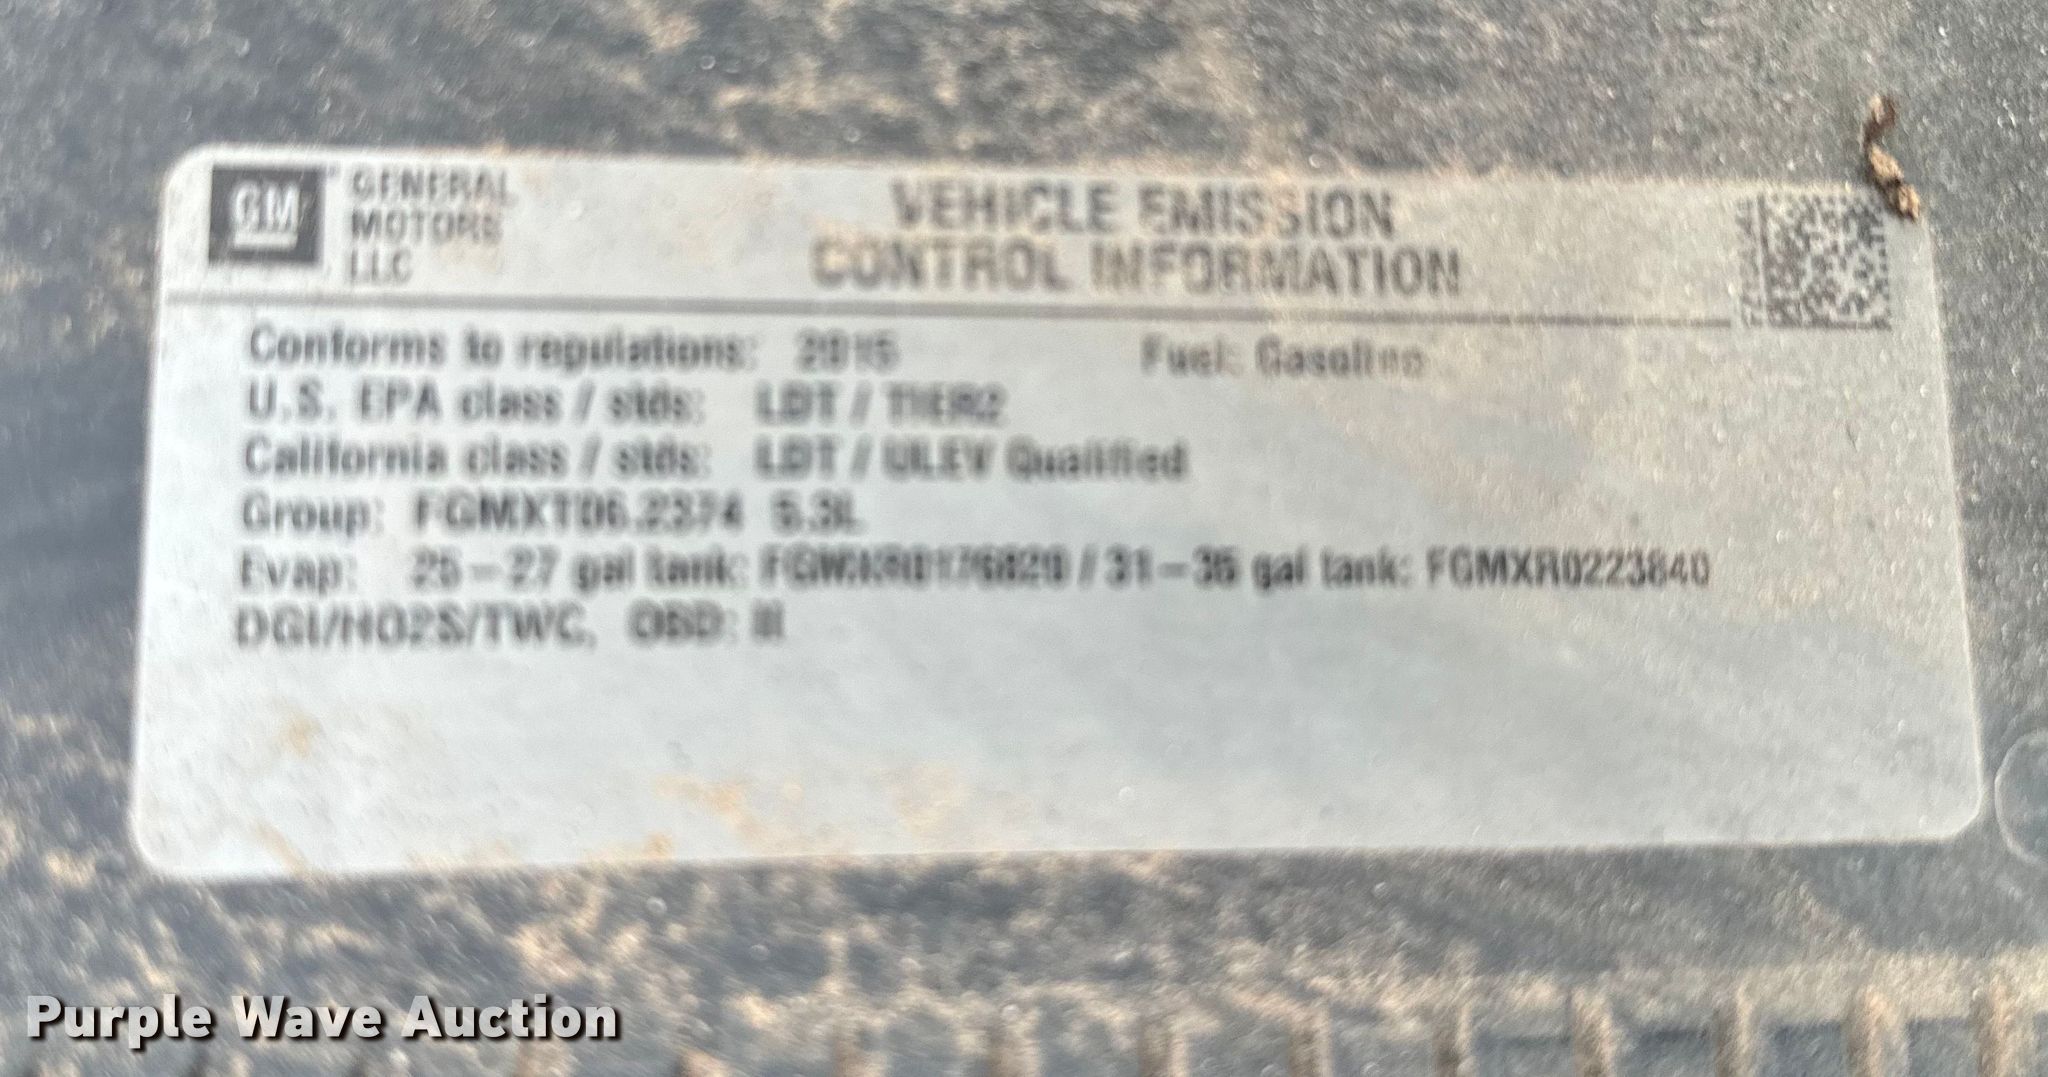 GM GENERAL MOTORS LLC
VEHICLE EMISSION
CONTROL INFORMATION
Conforms to regulations: 2015 Fuel: Gasoline
U.S. EPA class / stds: LDT / TIER2
California class / stds: LDT / ULEV Qualified
Group: FGMXT06.2374 5.3L
Evap: 25-27 gal tank: FGMXR0176820 / 31-35 gal tank: FGMXR0223840
DGI/HO2S/TWC, OBD: II
Purple Wave Auction